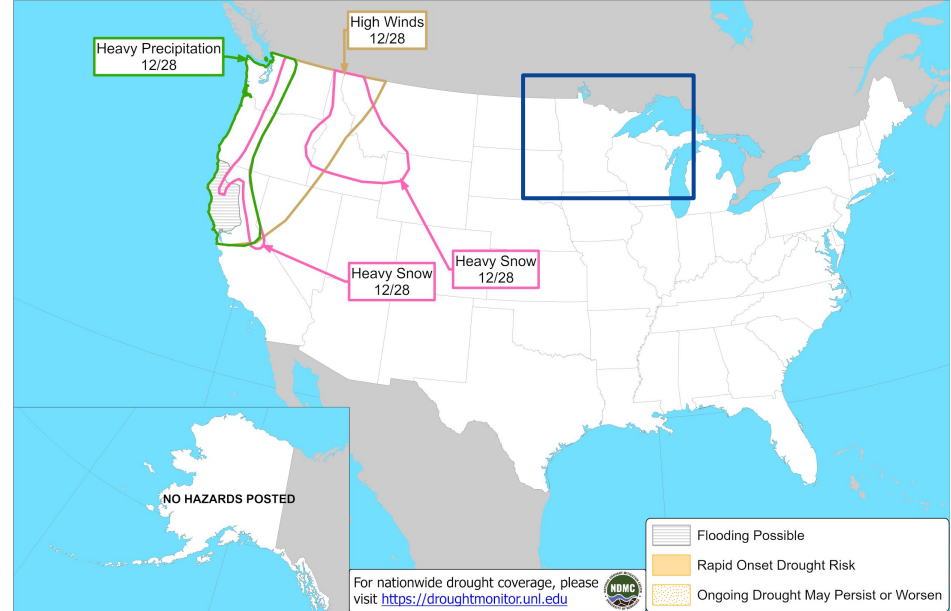 High Winds
12/28
Heavy Precipitation
12/28
Heavy Snow
12/28
Heavy Snow
12/28
NO HAZARDS POSTED
For nationwide drought coverage, please
visit https://droughtmonitor.unl.edu
NDMC
Flooding Possible
Rapid Onset Drought Risk
Ongoing Drought May Persist or Worsen